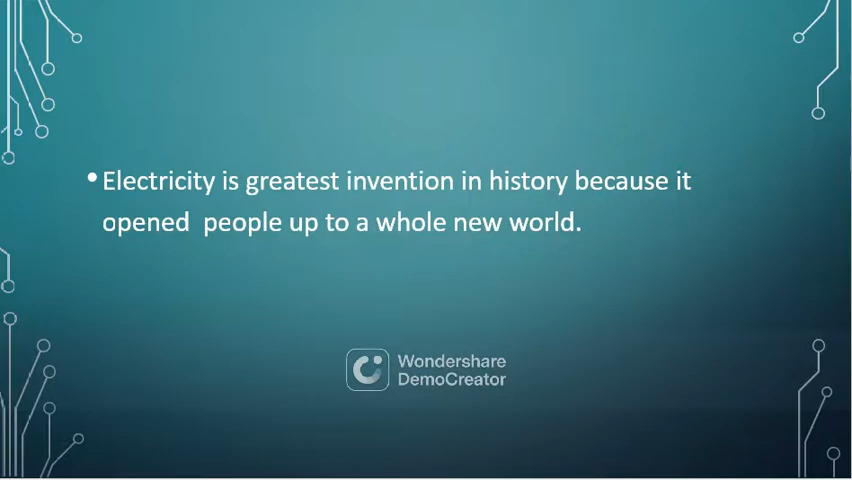 • Electricity is greatest invention in history because it
opened  people up to a whole new world.
Wondershare
DemoCreator